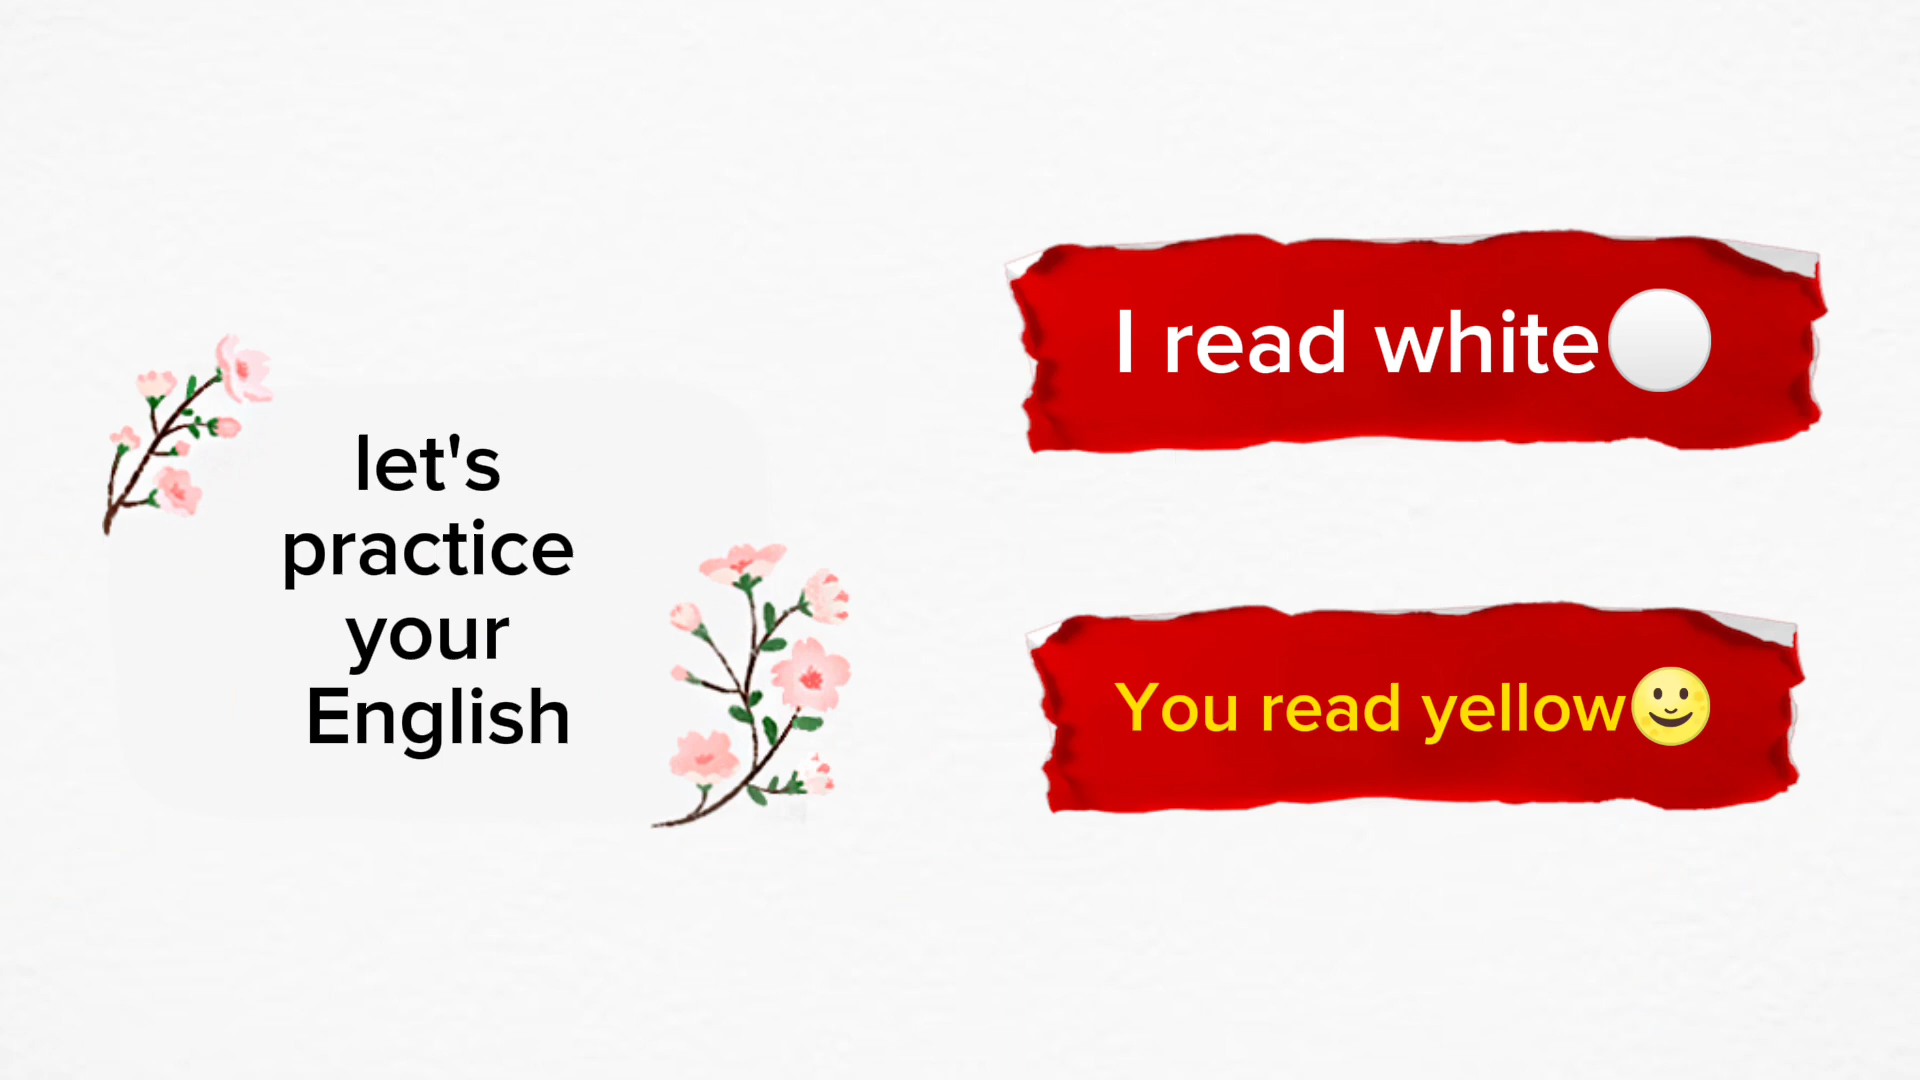 let's
practice
your
English
I read white⚪
You read yellow🌝